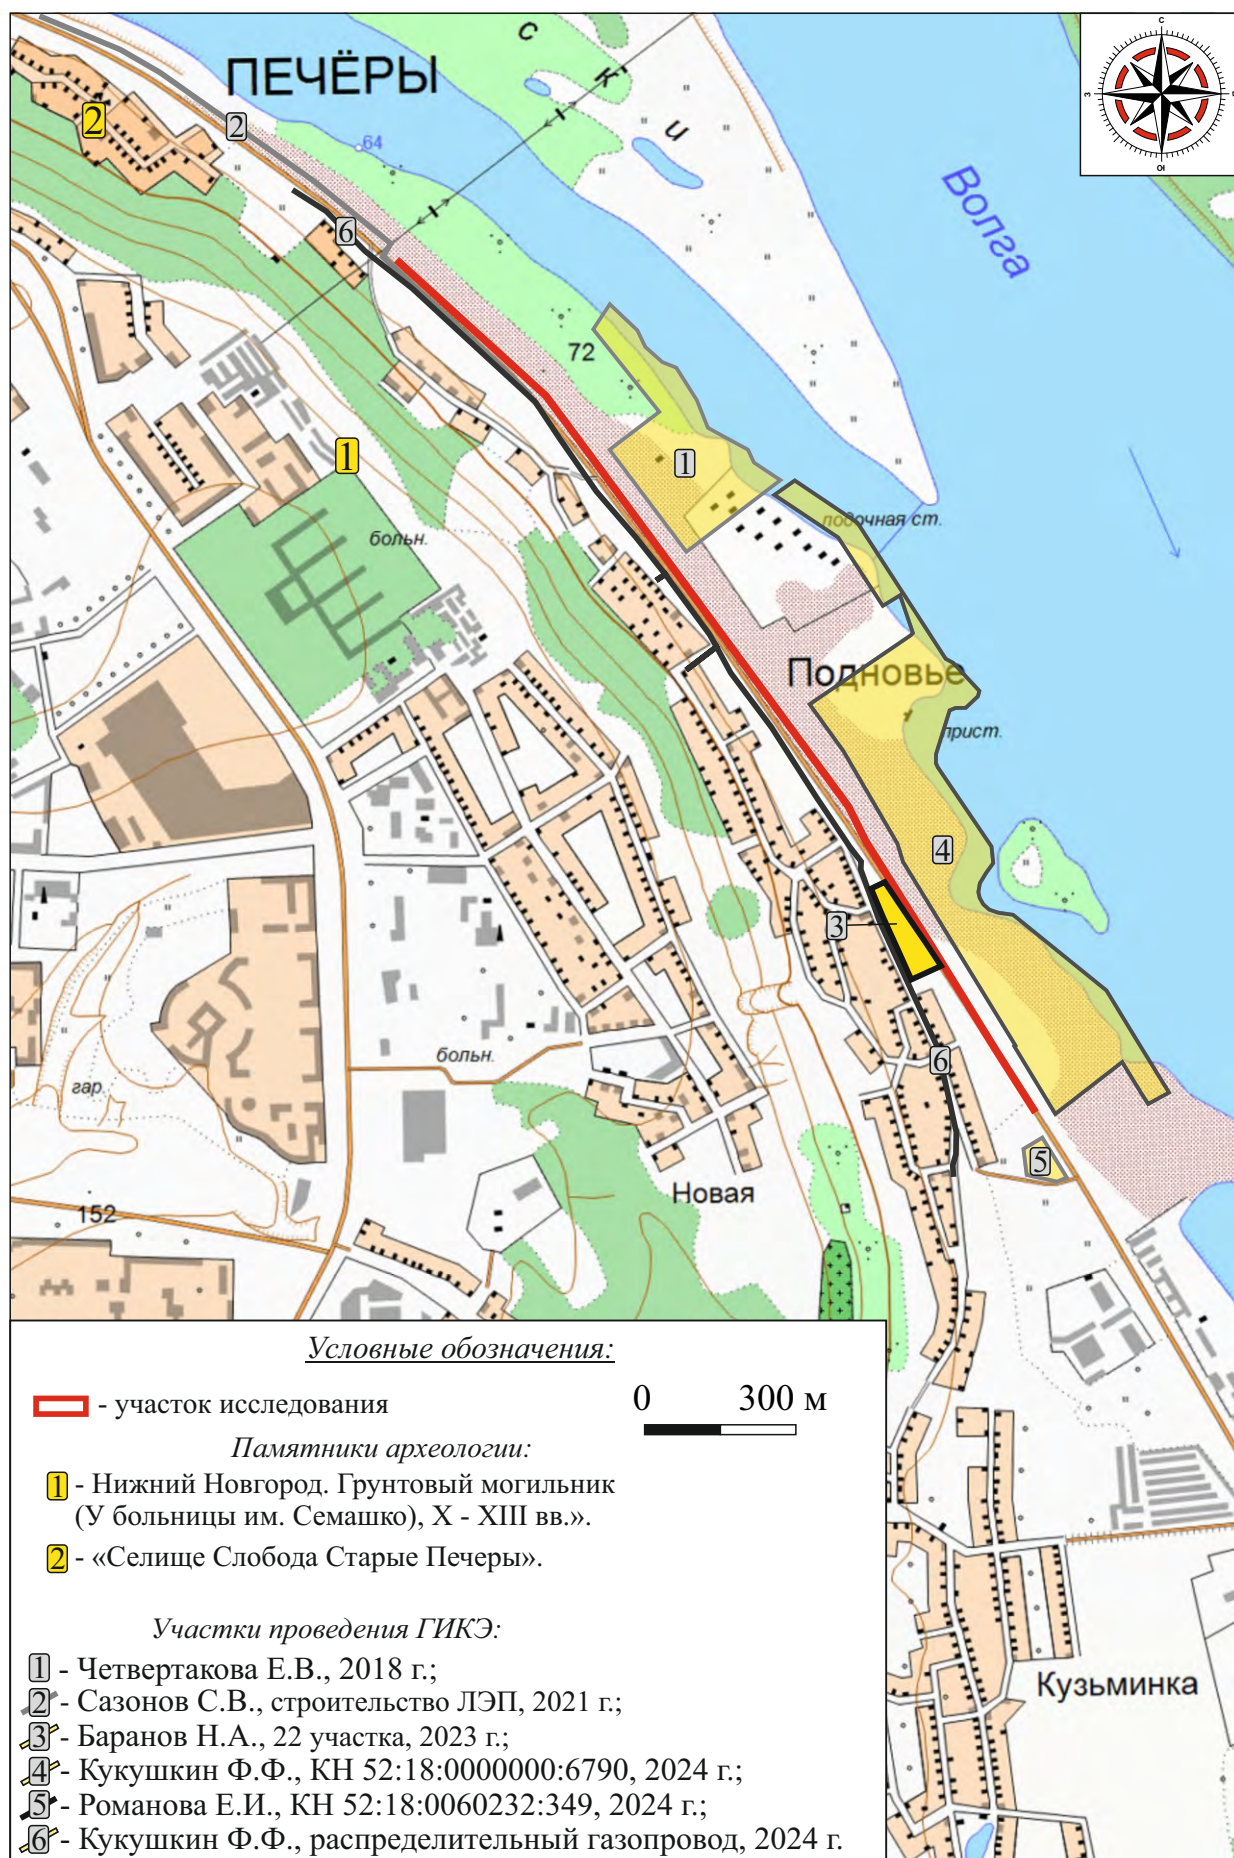 С
З
В
Ю
ПЕЧЁРЫ
с
к
и
Волга
2
2
64
6
72
1
1
больн.
лодочная ст.
Подновье
прист.
4
3
6
больн.
гар.
5
Новая
152
Кузьминка
Условные обозначения:
- участок исследования
0 300 м
Памятники археологии:
1 - Нижний Новгород. Грунтовый могильник
(У больницы им. Семашко), X - XIII вв.».
2 - «Селище Слобода Старые Печеры».
Участки проведения ГИКЭ:
1 - Четвертакова Е.В., 2018 г.;
2 - Сазонов С.В., строительство ЛЭП, 2021 г.;
3 - Баранов Н.А., 22 участка, 2023 г.;
4 - Кукушкин Ф.Ф., КН 52:18:0000000:6790, 2024 г.;
5 - Романова Е.И., КН 52:18:0060232:349, 2024 г.;
6 - Кукушкин Ф.Ф., распределительный газопровод, 2024 г.